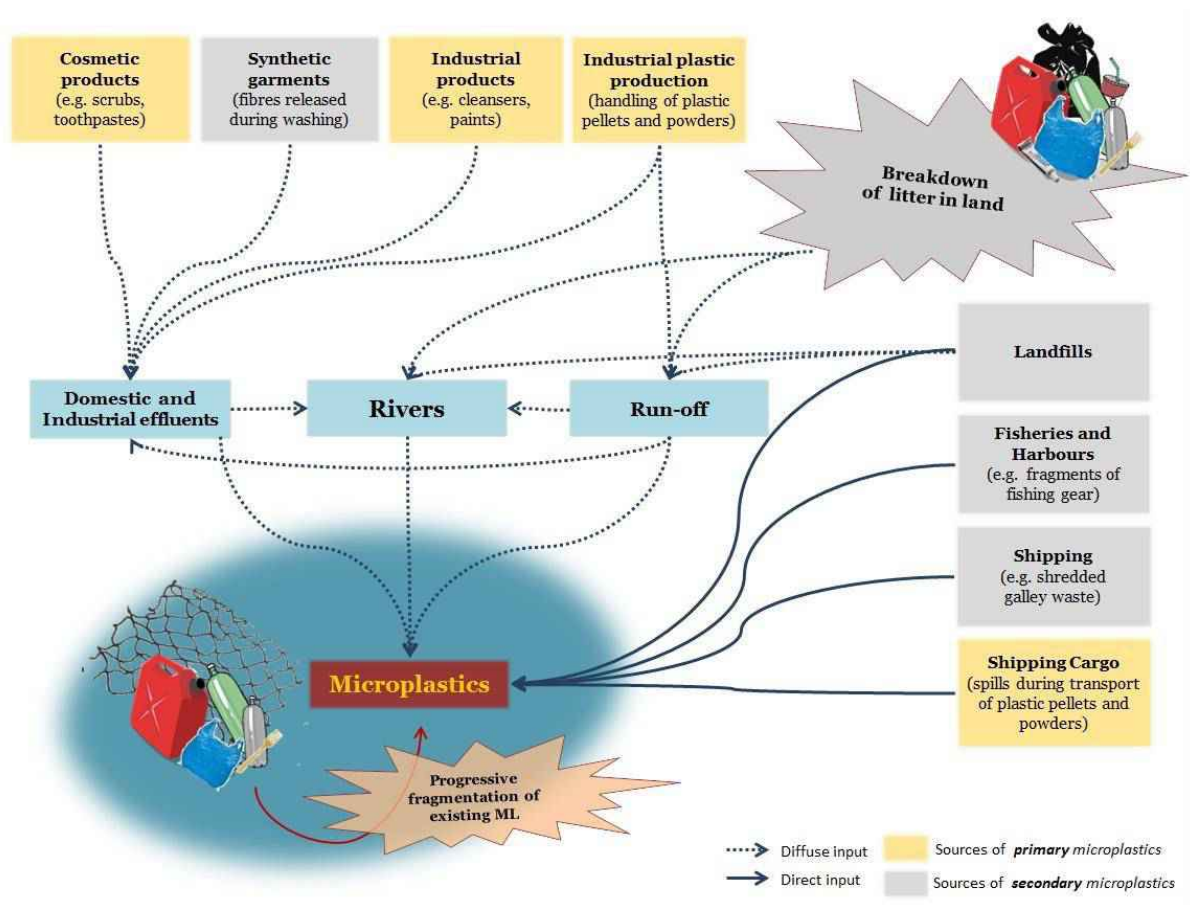 Cosmetic
products
(e.g. scrubs,
toothpastes)
Synthetic
garments
(fibres released
during washing)
Industrial
products
(e.g. cleansers,
paints)
Industrial plastic
production
(handling of plastic
pellets and powders)
Breakdown
of litter in land
Landfills
Domestic and
Industrial effluents
Rivers
Run-off
Fisheries and
Harbours
(e.g. fragments of
fishing gear)
Shipping
(e.g. shredded
galley waste)
Shipping Cargo
(spills during transport
of plastic pellets and
powders)
Microplastics
Progressive
fragmentation of
existing ML
Diffuse input
Direct input
Sources of primary microplastics
Sources of secondary microplastics